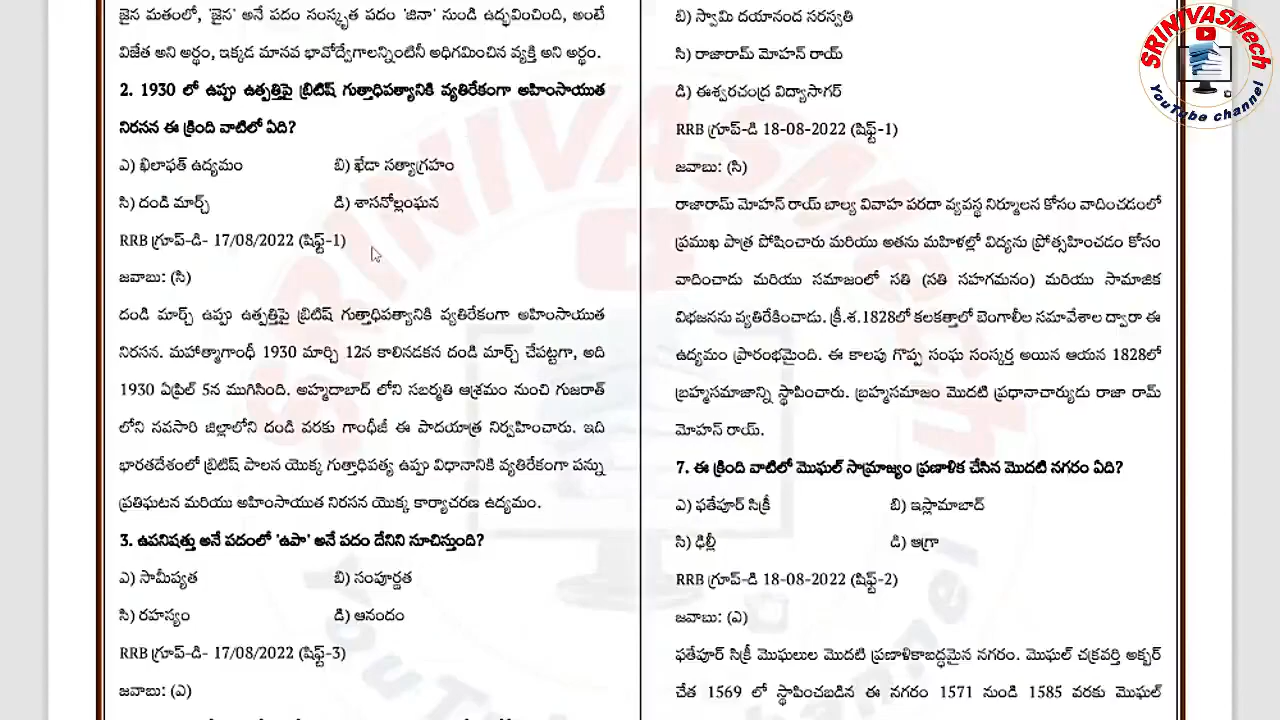 జైన మతంలో, 'జైన' అనే పదం సంస్కృత పదం 'జినా' నుండి ఉద్భవించింది, అంటే
విజేత అని అర్థం, ఇక్కడ మానవ భావోద్వేగాలన్నింటినీ అధిగమించిన వ్యక్తి అని అర్థం.
2. 1930 లో ఉప్పు ఉత్పత్తిపై బ్రిటిష్ గుత్తాధిపత్యానికి వ్యతిరేకంగా అహింసాయుత
నిరసన ఈ క్రింది వాటిలో ఏది?
ఎ) ఖిలాఫత్ ఉద్యమం బి) ఖేడా సత్యాగ్రహం
సి) దండి మార్చ్ డి) శాసనోల్లంఘన
RRB గ్రూప్-డి- 17/08/2022 (షిఫ్ట్-1)
జవాబు: (సి)
దండి మార్చ్ ఉప్పు ఉత్పత్తిపై బ్రిటిష్ గుత్తాధిపత్యానికి వ్యతిరేకంగా అహింసాయుత
నిరసన. మహాత్మాగాంధీ 1930 మార్చి 12న కాలినడకన దండి మార్చ్ చేపట్టగా, అది
1930 ఏప్రిల్ 5న ముగిసింది. అహ్మదాబాద్ లోని సబర్మతి ఆశ్రమం నుంచి గుజరాత్
లోని నవసారి జిల్లాలోని దండి వరకు గాంధీజీ ఈ పాదయాత్ర నిర్వహించారు. ఇది
భారతదేశంలో బ్రిటిష్ పాలన యొక్క గుత్తాధిపత్య ఉప్పు విధానానికి వ్యతిరేకంగా పన్ను
ప్రతిఘటన మరియు అహింసాయుత నిరసన యొక్క కార్యాచరణ ఉద్యమం.
3. ఉపనిషత్తు అనే పదంలో 'ఉపా' అనే పదం దేనిని సూచిస్తుంది?
ఎ) సామీప్యత బి) సంపూర్ణత
సి) రహస్యం డి) ఆనందం
RRB గ్రూప్-డి- 17/08/2022 (షిఫ్ట్-3)
జవాబు: (ఎ)
బి) స్వామి దయానంద సరస్వతి
సి) రాజారామ్ మోహన్ రాయ్
డి) ఈశ్వరచంద్ర విద్యాసాగర్
RRB గ్రూప్-డి 18-08-2022 (షిఫ్ట్-1)
జవాబు: (సి)
రాజారామ్ మోహన్ రాయ్ బాల్య వివాహ పరదా వ్యవస్థ నిర్మూలన కోసం వాదించడంలో
ప్రముఖ పాత్ర పోషించారు మరియు అతను మహిళల్లో విద్యను ప్రోత్సహించడం కోసం
వాదించాడు మరియు సమాజంలో సతి (సతి సహగమనం) మరియు సామాజిక
విభజనను వ్యతిరేకించాడు. క్రీ.శ.1828లో కలకత్తాలో బెంగాలీల సమావేశాల ద్వారా ఈ
ఉద్యమం ప్రారంభమైంది. ఈ కాలపు గొప్ప సంఘ సంస్కర్త అయిన ఆయన 1828లో
బ్రహ్మసమాజాన్ని స్థాపించారు. బ్రహ్మసమాజం మొదటి ప్రధానాచార్యుడు రాజా రామ్
మోహన్ రాయ్.
7. ఈ క్రింది వాటిలో మొఘల్ సామ్రాజ్యం ప్రణాళిక చేసిన మొదటి నగరం ఏది?
ఎ) ఫతేపూర్ సిక్రీ బి) ఇస్లామాబాద్
సి) ఢిల్లీ డి) ఆగ్రా
RRB గ్రూప్-డి 18-08-2022 (షిఫ్ట్-2)
జవాబు: (ఎ)
ఫతేపూర్ సిక్రీ మొఘలుల మొదటి ప్రణాళికాబద్ధమైన నగరం. మొఘల్ చక్రవర్తి అక్బర్
చేత 1569 లో స్థాపించబడిన ఈ నగరం 1571 నుండి 1585 వరకు మొఘల్
SRINIVASMech
YouTube channel
SRINIVASMech
YouTube channel